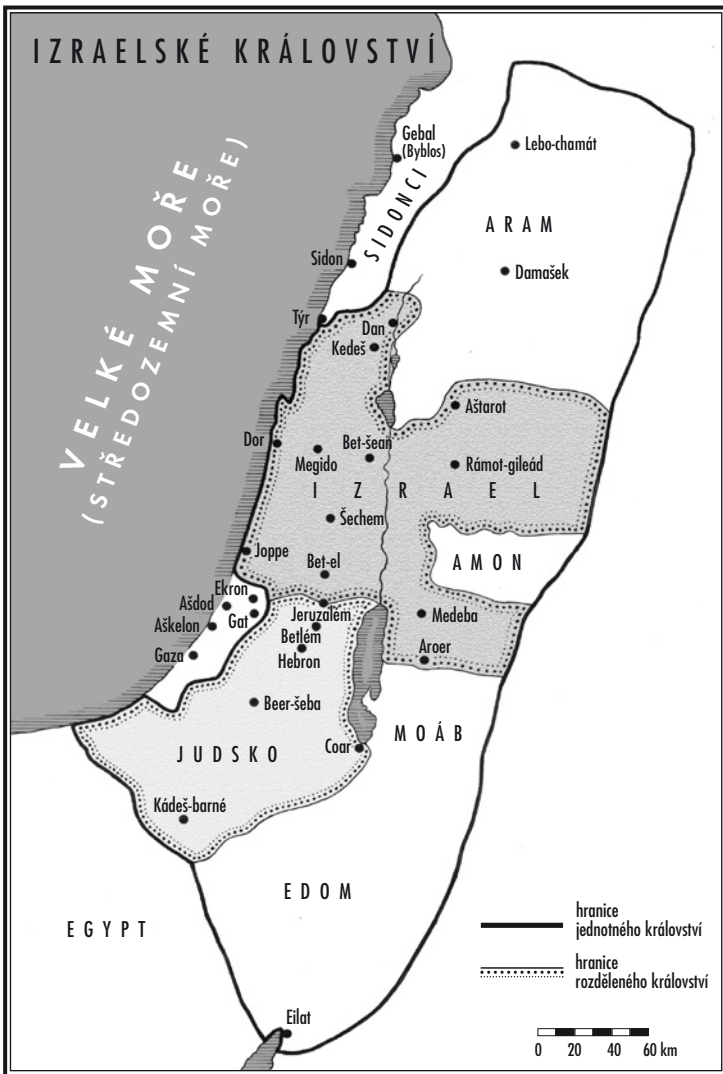 IZRAELSKÉ KRÁLOVSTVÍ
VELKÉ MOŘE
(STŘEDOZEMNÍ MOŘE)
Gebal
(Byblos)
Lebo-chamát
SIDONCI
ARAM
Sidon
Damašek
Týr
Dan
Kedeš
Aštarot
Dor
Bet-šean
Megido
Rámot-gileád
IZRAEL
Šechem
Joppe
Bet-el
AMON
Ekron
Ašdod
Jeruzalém
Medeba
Gat
Aškelon
Betlém
Hebron
Gaza
Aroer
Beer-šeba
MOÁB
JUDSKO
Coar
Kádeš-barné
EDOM
EGYPT
hranice
jednotného království
hranice
rozděleného království
Eilat
0 20 40 60 km